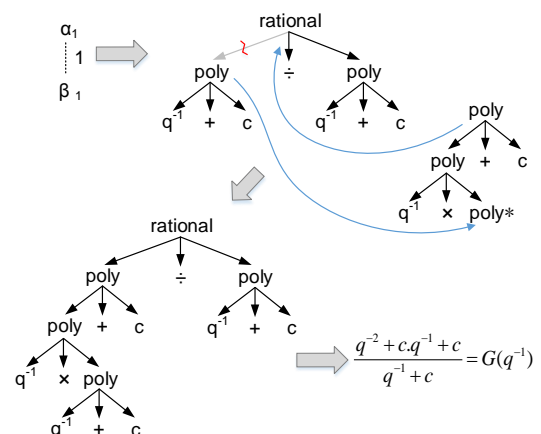 α₁
1
β ₁
rational
poly ÷ poly
q⁻¹ + c q⁻¹ + c
poly
poly + c
q⁻¹ × poly*
rational
poly ÷ poly
poly + c q⁻¹ + c
q⁻¹ × poly
q⁻¹ + c
(q⁻² + c.q⁻¹ + c)/(q⁻¹ + c) = G(q⁻¹)